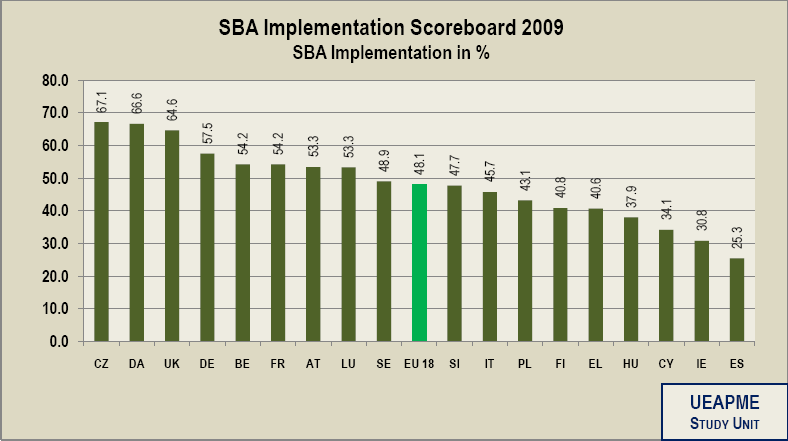 SBA Implementation Scoreboard 2009
SBA Implementation in %
80.0
70.0
60.0
50.0
40.0
30.0
20.0
10.0
0.0
67.1 66.6 64.6 57.5 54.2 54.2 53.3 53.3 48.9 48.1 47.7 45.7 43.1 40.8 40.6 37.9 34.1 30.8 25.3
CZ DA UK DE BE FR AT LU SE EU 18 SI IT PL FI EL HU CY IE ES
UEAPME
STUDY UNIT